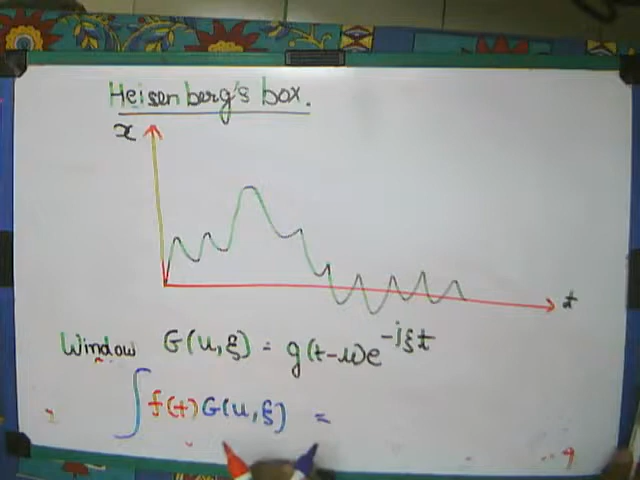 Heisenberg's box.
x
t
Window G(u,ξ) = g(t-u)e^-jξt
∫f(t)G(u,ξ) =